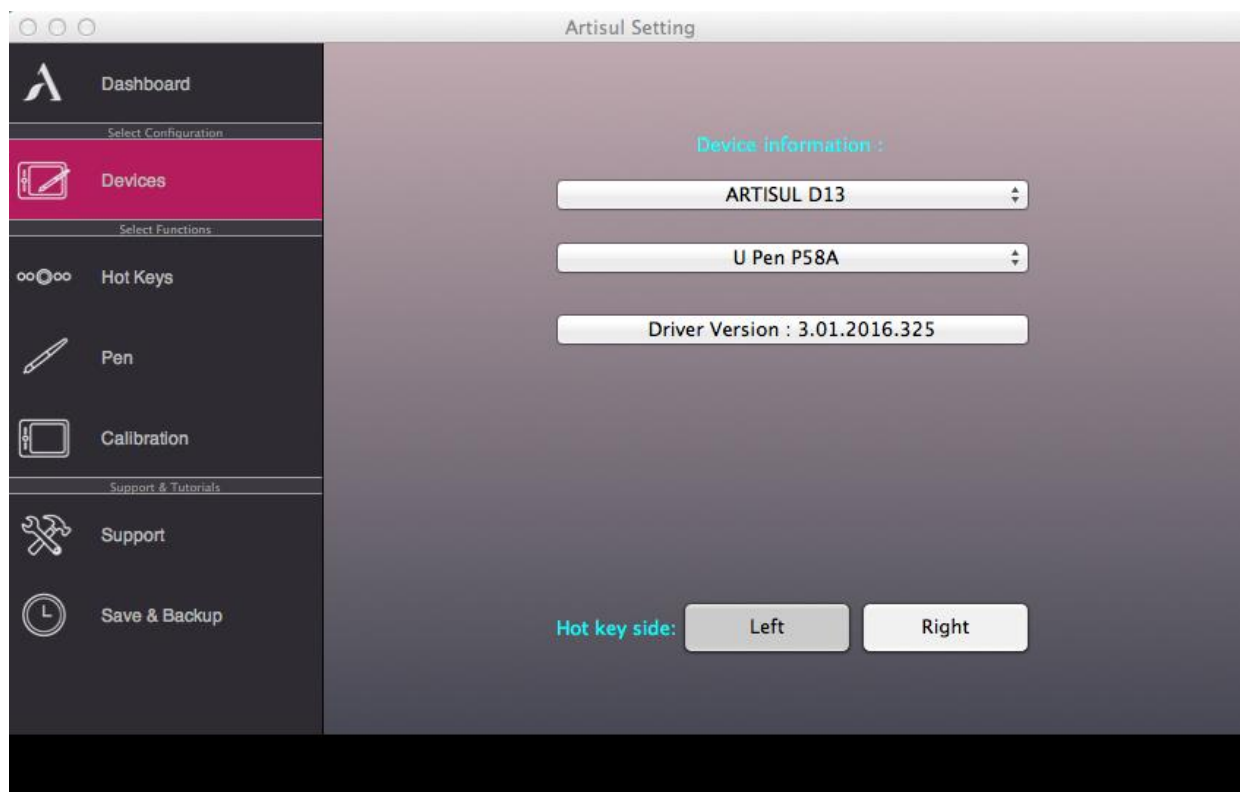 Artisul Setting
Dashboard
Select Configuration
Devices
Select Functions
Hot Keys
Pen
Calibration
Support & Tutorials
Support
Save & Backup
Device information :
ARTISUL D13
U Pen P58A
Driver Version : 3.01.2016.325
Hot key side:
Left
Right